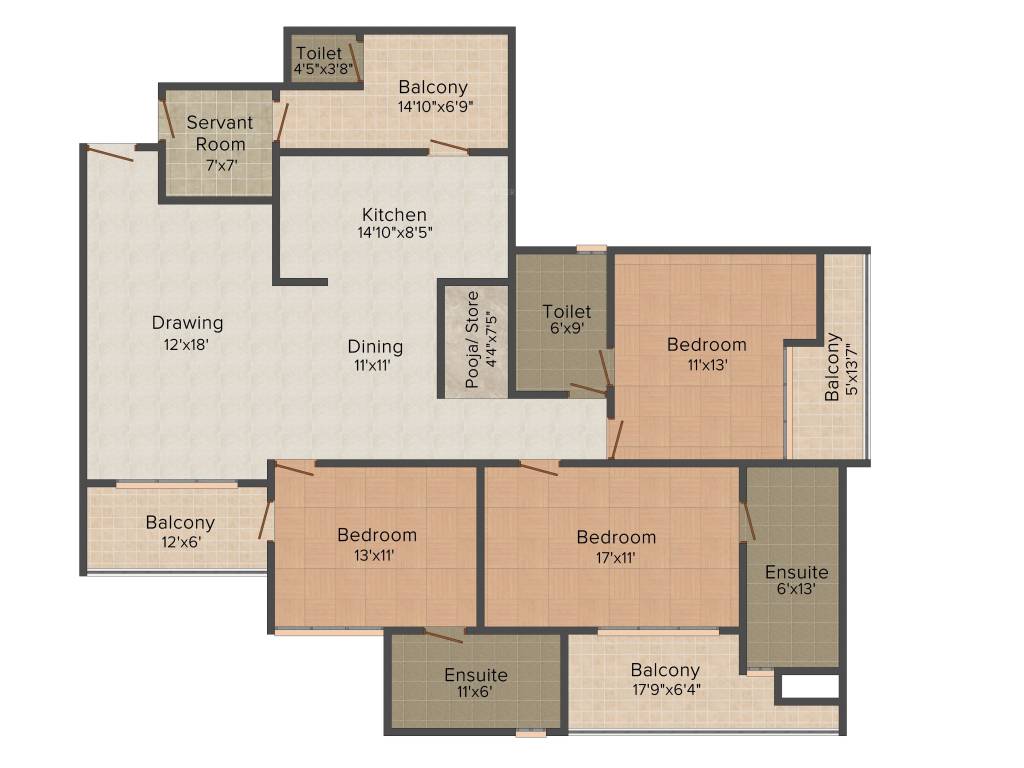 Toilet
4'5"x3'8"
Balcony
14'10"x6'9"
Servant
Room
7'x7'
Kitchen
14'10"x8'5"
Drawing
12'x18'
Dining
11'x11'
Pooja/ Store
4'4"x7'5"
Toilet
6'x9'
Bedroom
11'x13'
Balcony
5'x13'7"
Balcony
12'x6'
Bedroom
13'x11'
Bedroom
17'x11'
Ensuite
6'x13'
Ensuite
11'x6'
Balcony
17'9"x6'4"